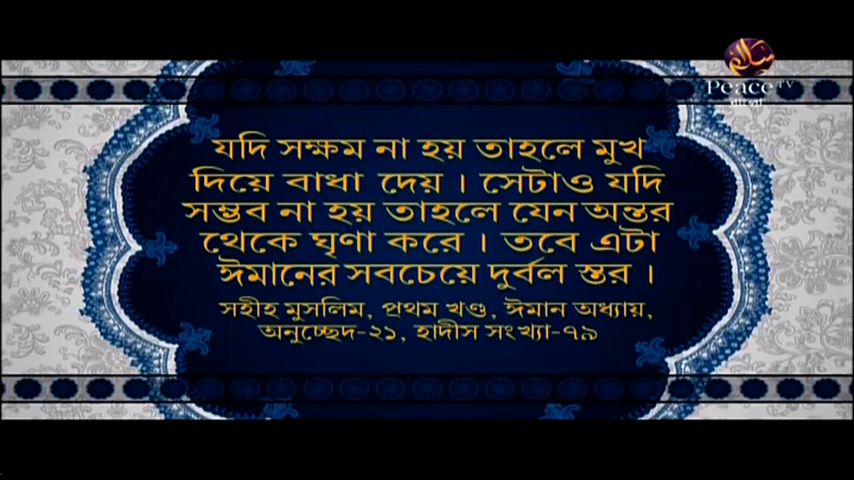 سلام
Peace TV
বাংলা
যদি সক্ষম না হয় তাহলে মুখ
দিয়ে বাধা দেয় । সেটাও যদি
সম্ভব না হয় তাহলে যেন অন্তর
থেকে ঘৃণা করে । তবে এটা
ঈমানের সবচেয়ে দুর্বল স্তর ।
সহীহ মুসলিম, প্রথম খণ্ড, ঈমান অধ্যায়,
অনুচ্ছেদ-২১, হাদীস সংখ্যা-৭৯